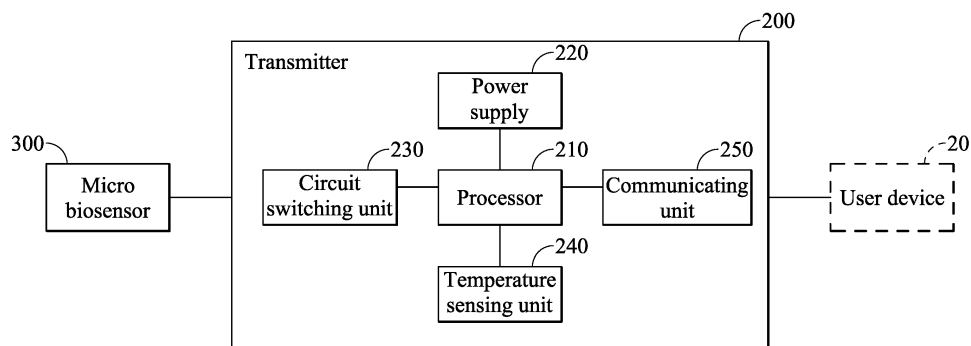 200
Transmitter
220
Power
supply
300
Micro
biosensor
230
Circuit
switching unit
210
Processor
250
Communicating
unit
20
User device
240
Temperature
sensing unit